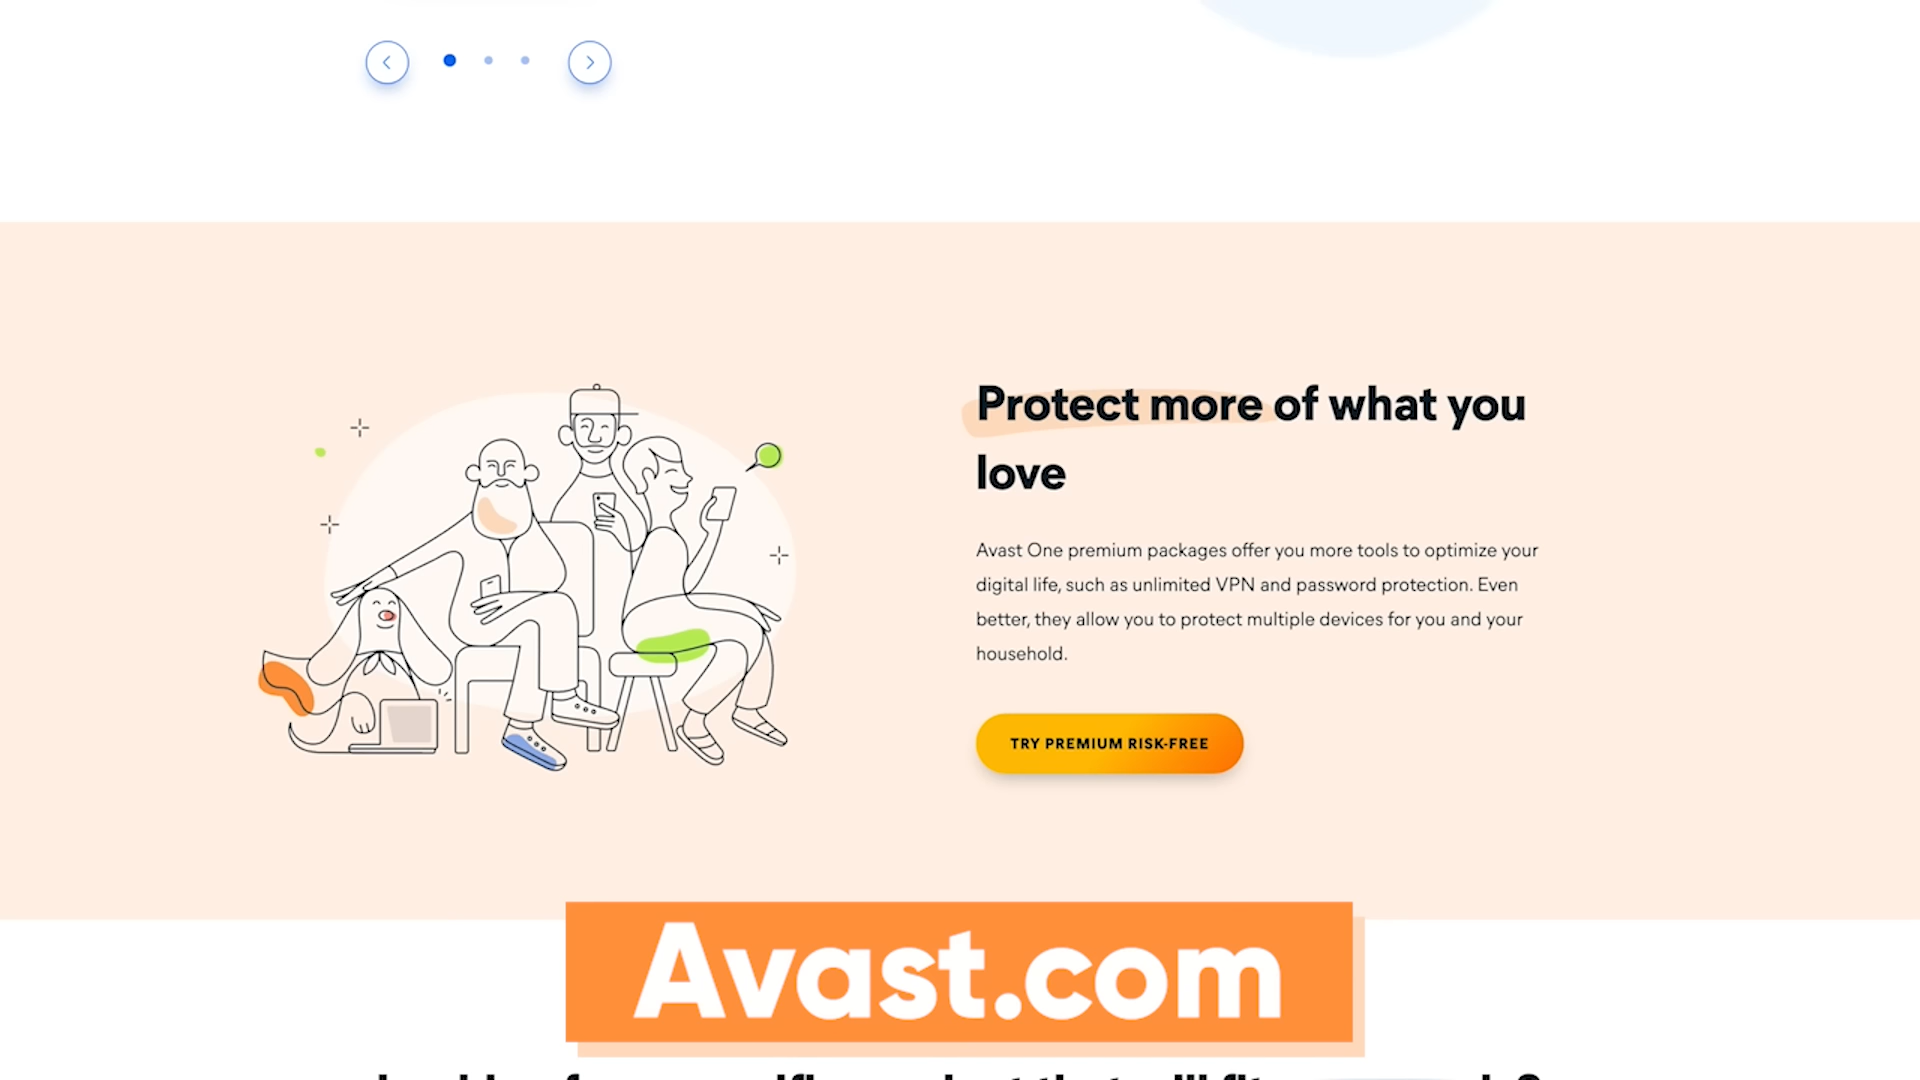 Protect more of what you
love
Avast One premium packages offer you more tools to optimize your
digital life, such as unlimited VPN and password protection. Even
better, they allow you to protect multiple devices for you and your
household.
TRY PREMIUM RISK-FREE
Avast.com